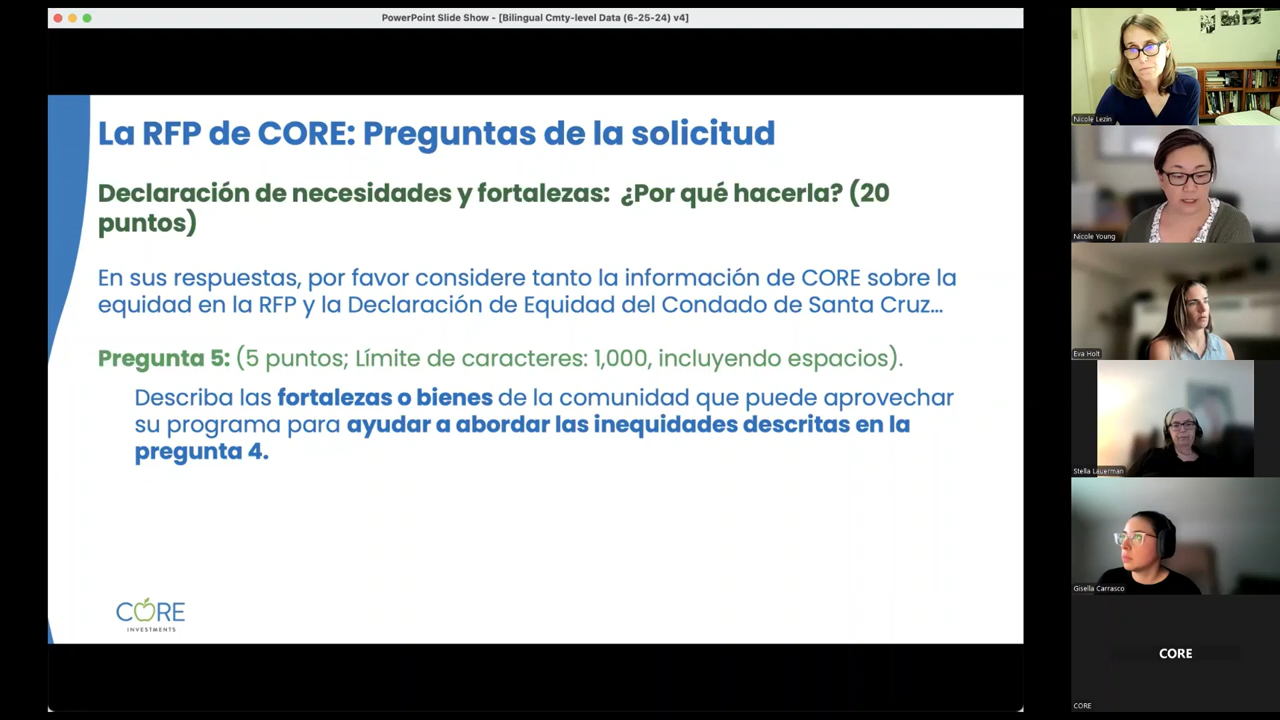 PowerPoint Slide Show - [Bilingual Cmty-level Data (6-25-24) v4]
La RFP de CORE: Preguntas de la solicitud
Declaración de necesidades y fortalezas: ¿Por qué hacerla? (20
puntos)
En sus respuestas, por favor considere tanto la información de CORE sobre la
equidad en la RFP y la Declaración de Equidad del Condado de Santa Cruz...
Pregunta 5: (5 puntos; Límite de caracteres: 1,000, incluyendo espacios).
Describa las fortalezas o bienes de la comunidad que puede aprovechar
su programa para ayudar a abordar las inequidades descritas en la
pregunta 4.
CORE
INVESTMENTS
Nicole Lezin
Nicole Young
Eva Holt
Stella Lauerman
Gisella Carrasco
CORE
CORE